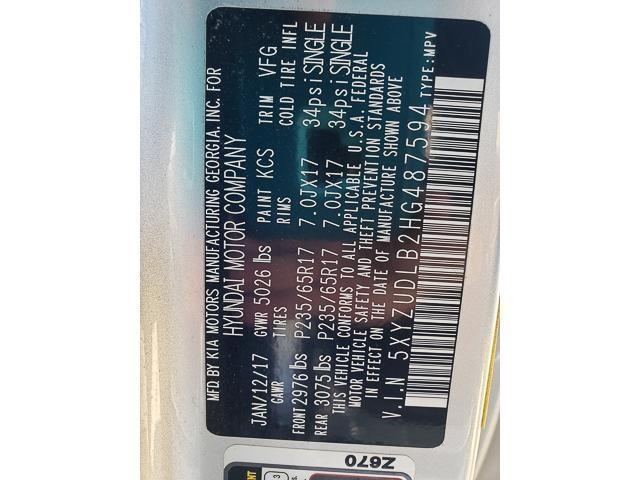 MFD BY KIA MOTORS MANUFACTURING GEORGIA. INC. FOR
HYUNDAI MOTOR COMPANY
JAN/12/17 GVWR 5026 lbs PAINT KCS TRIM VFG
GAWR TIRES RIMS COLD TIRE INFL
FRONT 2976 lbs P235/65R17 7.0JX17 34psi SINGLE
REAR 3075 lbs P235/65R17 7.0JX17 34psi SINGLE
THIS VEHICLE CONFORMS TO ALL APPLICABLE U.S.A. FEDERAL
MOTOR VEHICLE SAFETY AND THEFT PREVENTION STANDARDS
IN EFFECT ON THE DATE OF MANUFACTURE SHOWN ABOVE
V.I.N 5XYZUDLB2HG487594 TYPE:MPV
Z670